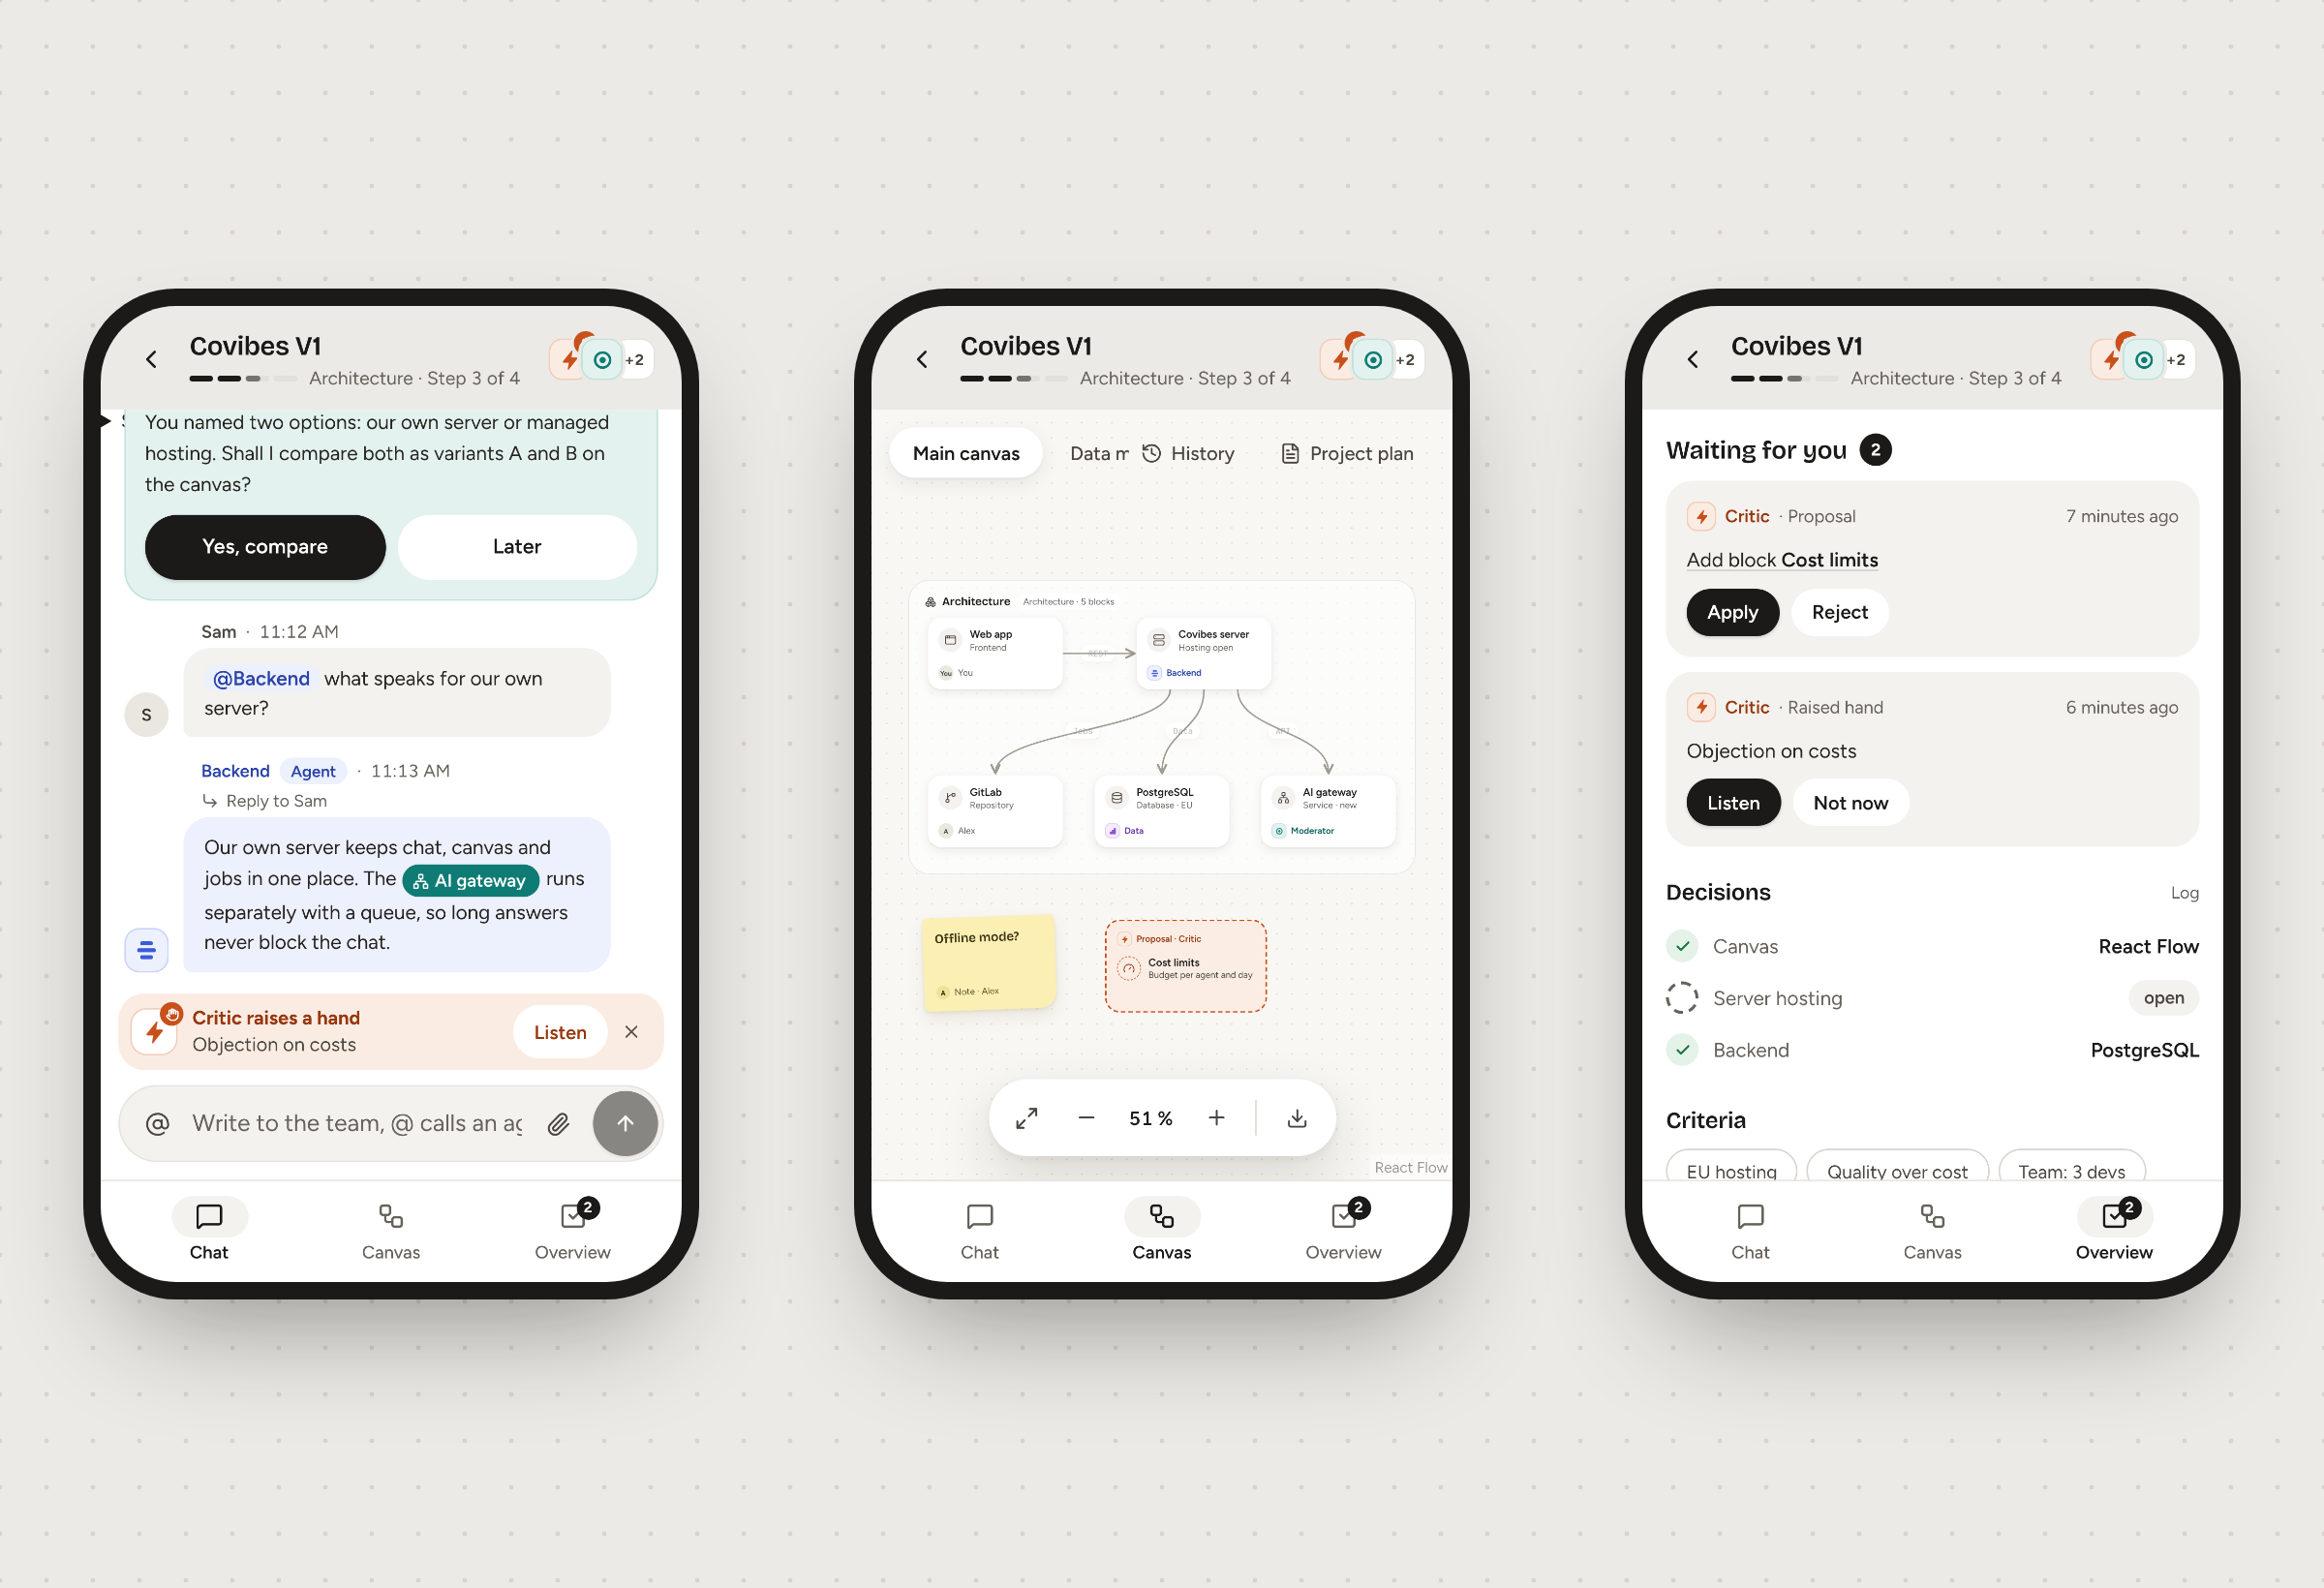 Covibes V1
Architecture · Step 3 of 4
+2
You named two options: our own server or managed
hosting. Shall I compare both as variants A and B on
the canvas?
Yes, compare
Later
Sam · 11:12 AM
@Backend what speaks for our own
server?
S
Backend Agent · 11:13 AM
Reply to Sam
Our own server keeps chat, canvas and
jobs in one place. The AI gateway runs
separately with a queue, so long answers
never block the chat.
Critic raises a hand
Objection on costs
Listen
@ Write to the team, @ calls an ag
Chat
Canvas
2
Overview
Covibes V1
Architecture · Step 3 of 4
+2
Main canvas
Data m
History
Project plan
Architecture Architecture · 5 blocks
Web app
Frontend
You You
REST
Covibes server
Hosting open
Backend
Jobs
Data
API
GitLab
Repository
A Alex
PostgreSQL
Database · EU
Data
AI gateway
Service · new
Moderator
Offline mode?
A Note · Alex
Proposal · Critic
Cost limits
Budget per agent and day
51 %
React Flow
Chat
Canvas
2
Overview
Covibes V1
Architecture · Step 3 of 4
+2
Waiting for you 2
Critic · Proposal 7 minutes ago
Add block Cost limits
Apply
Reject
Critic · Raised hand 6 minutes ago
Objection on costs
Listen
Not now
Decisions Log
Canvas React Flow
Server hosting open
Backend PostgreSQL
Criteria
EU hosting
Quality over cost
Team: 3 devs
Chat
Canvas
2
Overview